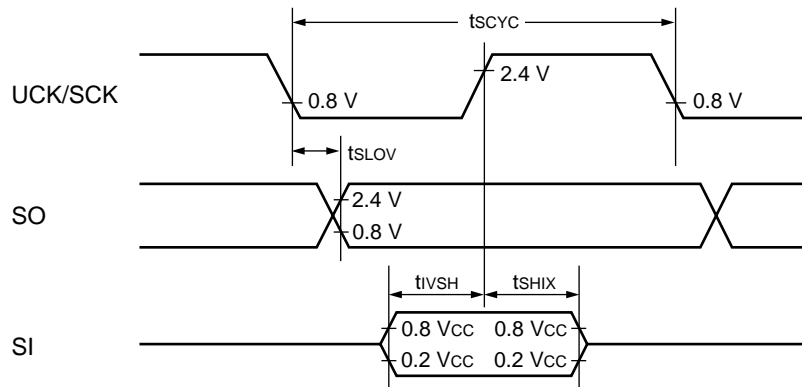 tSCYC
UCK/SCK
2.4 V
0.8 V
0.8 V
tSLOV
SO
2.4 V
0.8 V
tIVSH
tSHIX
SI
0.8 VCC
0.8 VCC
0.2 VCC
0.2 VCC